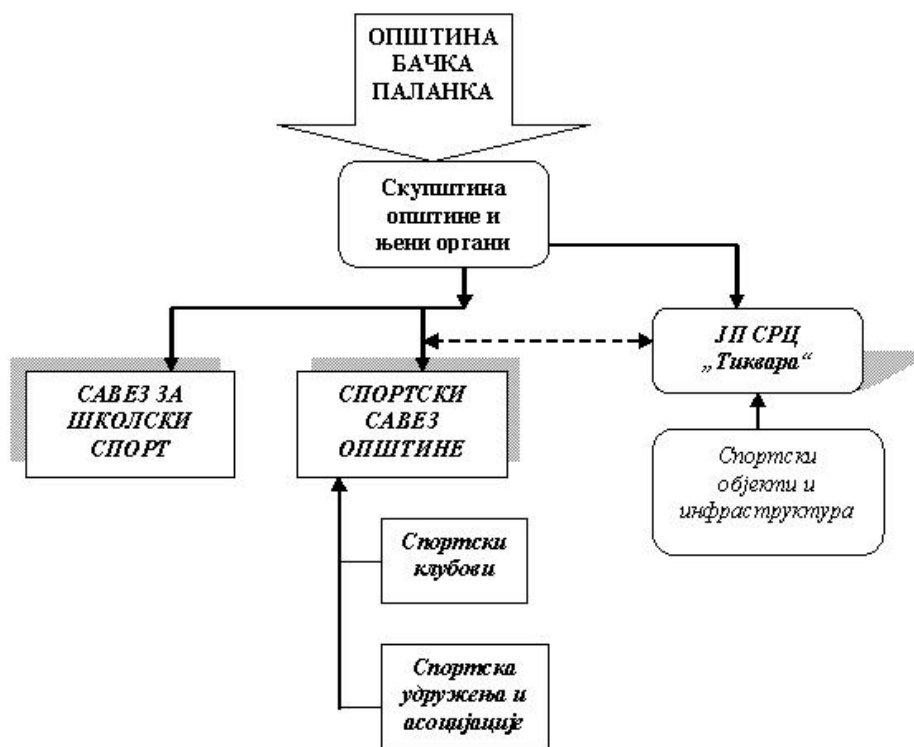 ОПШТИНА
БАЧКА
ПАЛАНКА
Скупштина
општине и
њени органи
ЈП СРЦ
„Тиквара“
САВЕЗ ЗА
ШКОЛСКИ
СПОРТ
СПОРТСКИ
САВЕЗ
ОПШТИНЕ
Спортски
објекти и
инфраструктура
Спортски
клубови
Спортска
удружења и
асоцијације